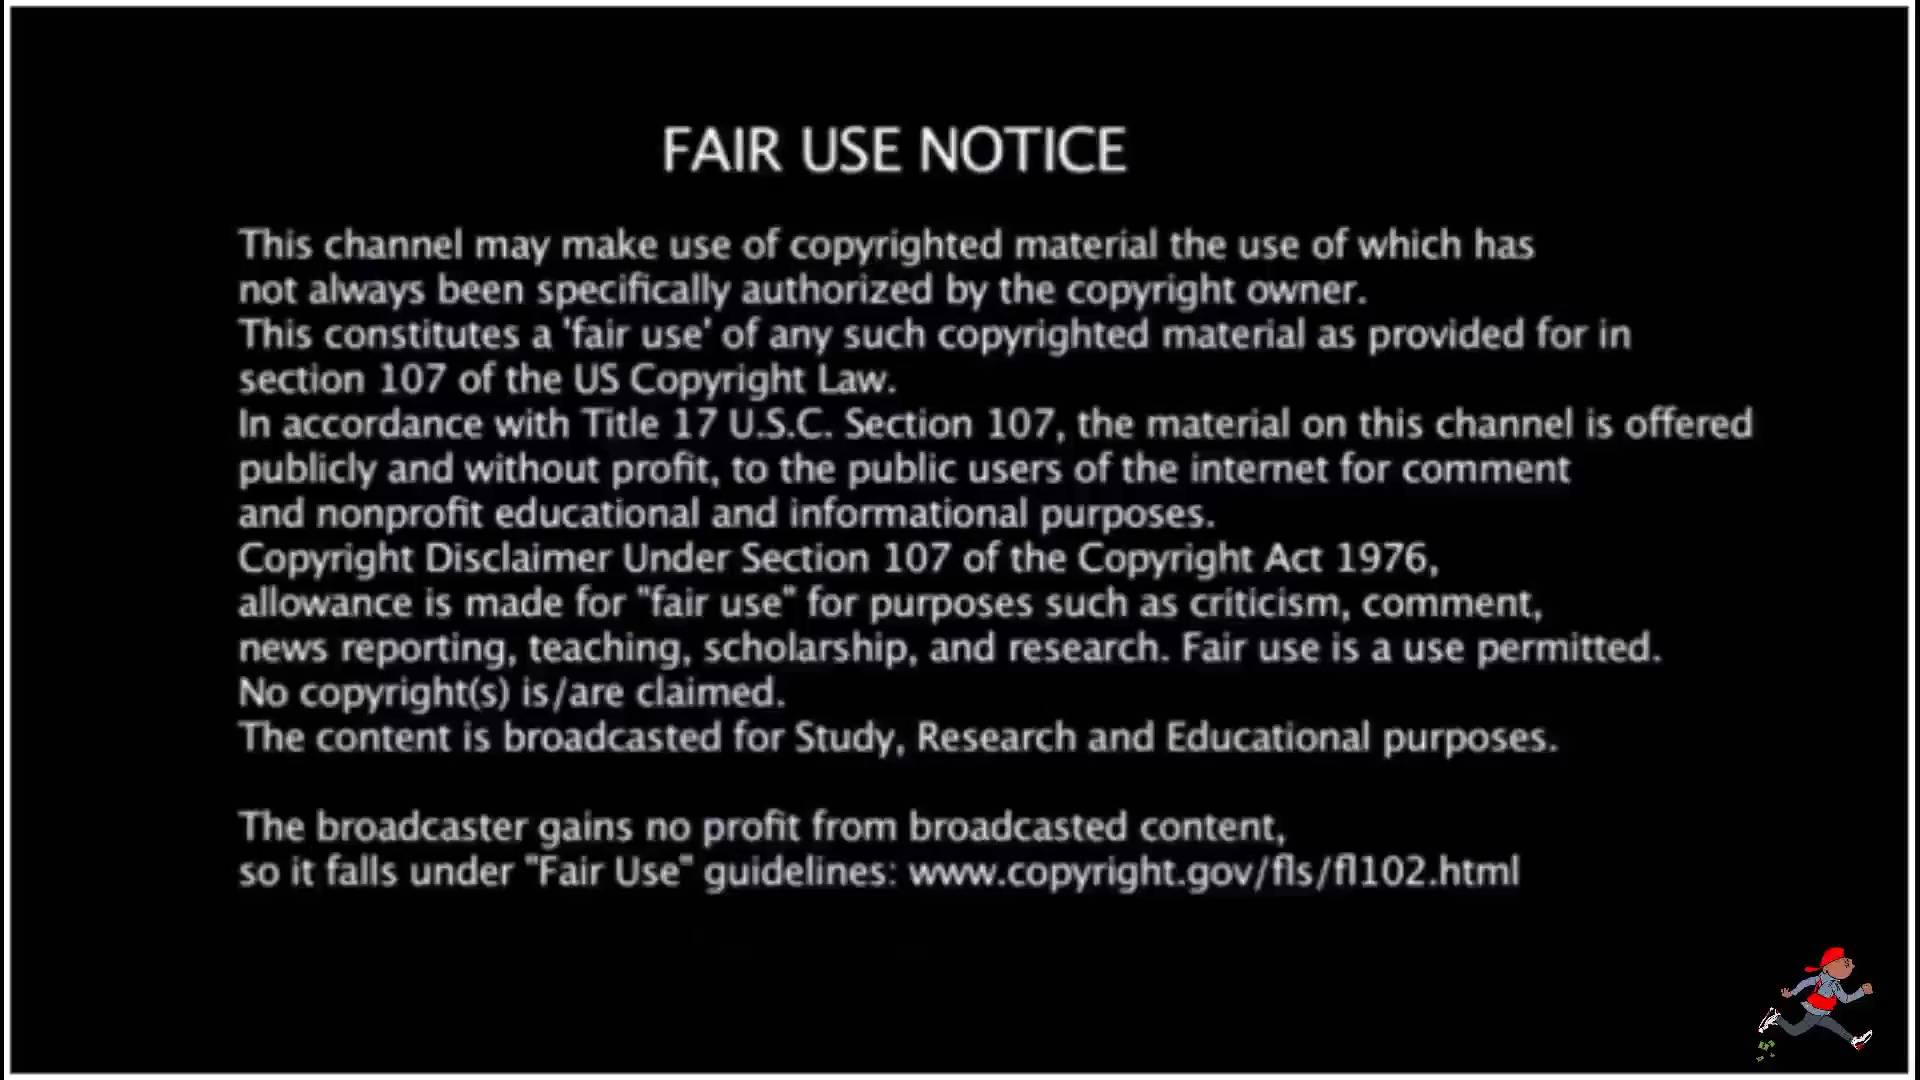 FAIR USE NOTICE
This channel may make use of copyrighted material the use of which has
not always been specifically authorized by the copyright owner.
This constitutes a 'fair use' of any such copyrighted material as provided for in
section 107 of the US Copyright Law.
In accordance with Title 17 U.S.C. Section 107, the material on this channel is offered
publicly and without profit, to the public users of the internet for comment
and nonprofit educational and informational purposes.
Copyright Disclaimer Under Section 107 of the Copyright Act 1976,
allowance is made for "fair use" for purposes such as criticism, comment,
news reporting, teaching, scholarship, and research. Fair use is a use permitted.
No copyright(s) is/are claimed.
The content is broadcasted for Study, Research and Educational purposes.
The broadcaster gains no profit from broadcasted content,
so it falls under "Fair Use" guidelines: www.copyright.gov/fls/fl102.html